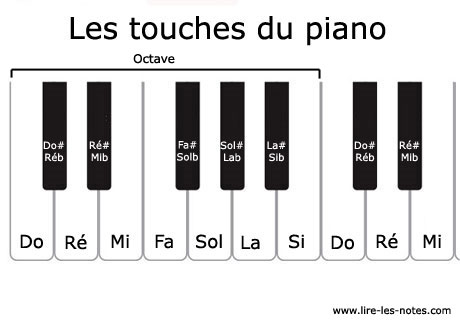 Les touches du piano
Octave
Do# Ré# Fa# Sol# La# Do# Ré#
Réb MIb Solb Lab Sib Réb MIb
Do Ré Mi Fa Sol La Si Do Ré Mi
www.lire-les-notes.com